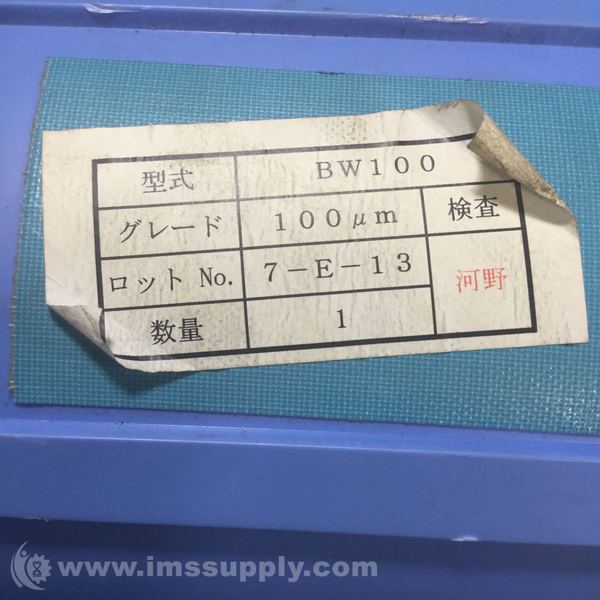 型式 BW100
グレード 100μm 検査
ロット No. 7-E-13 河野
数量 1
www.imssupply.com